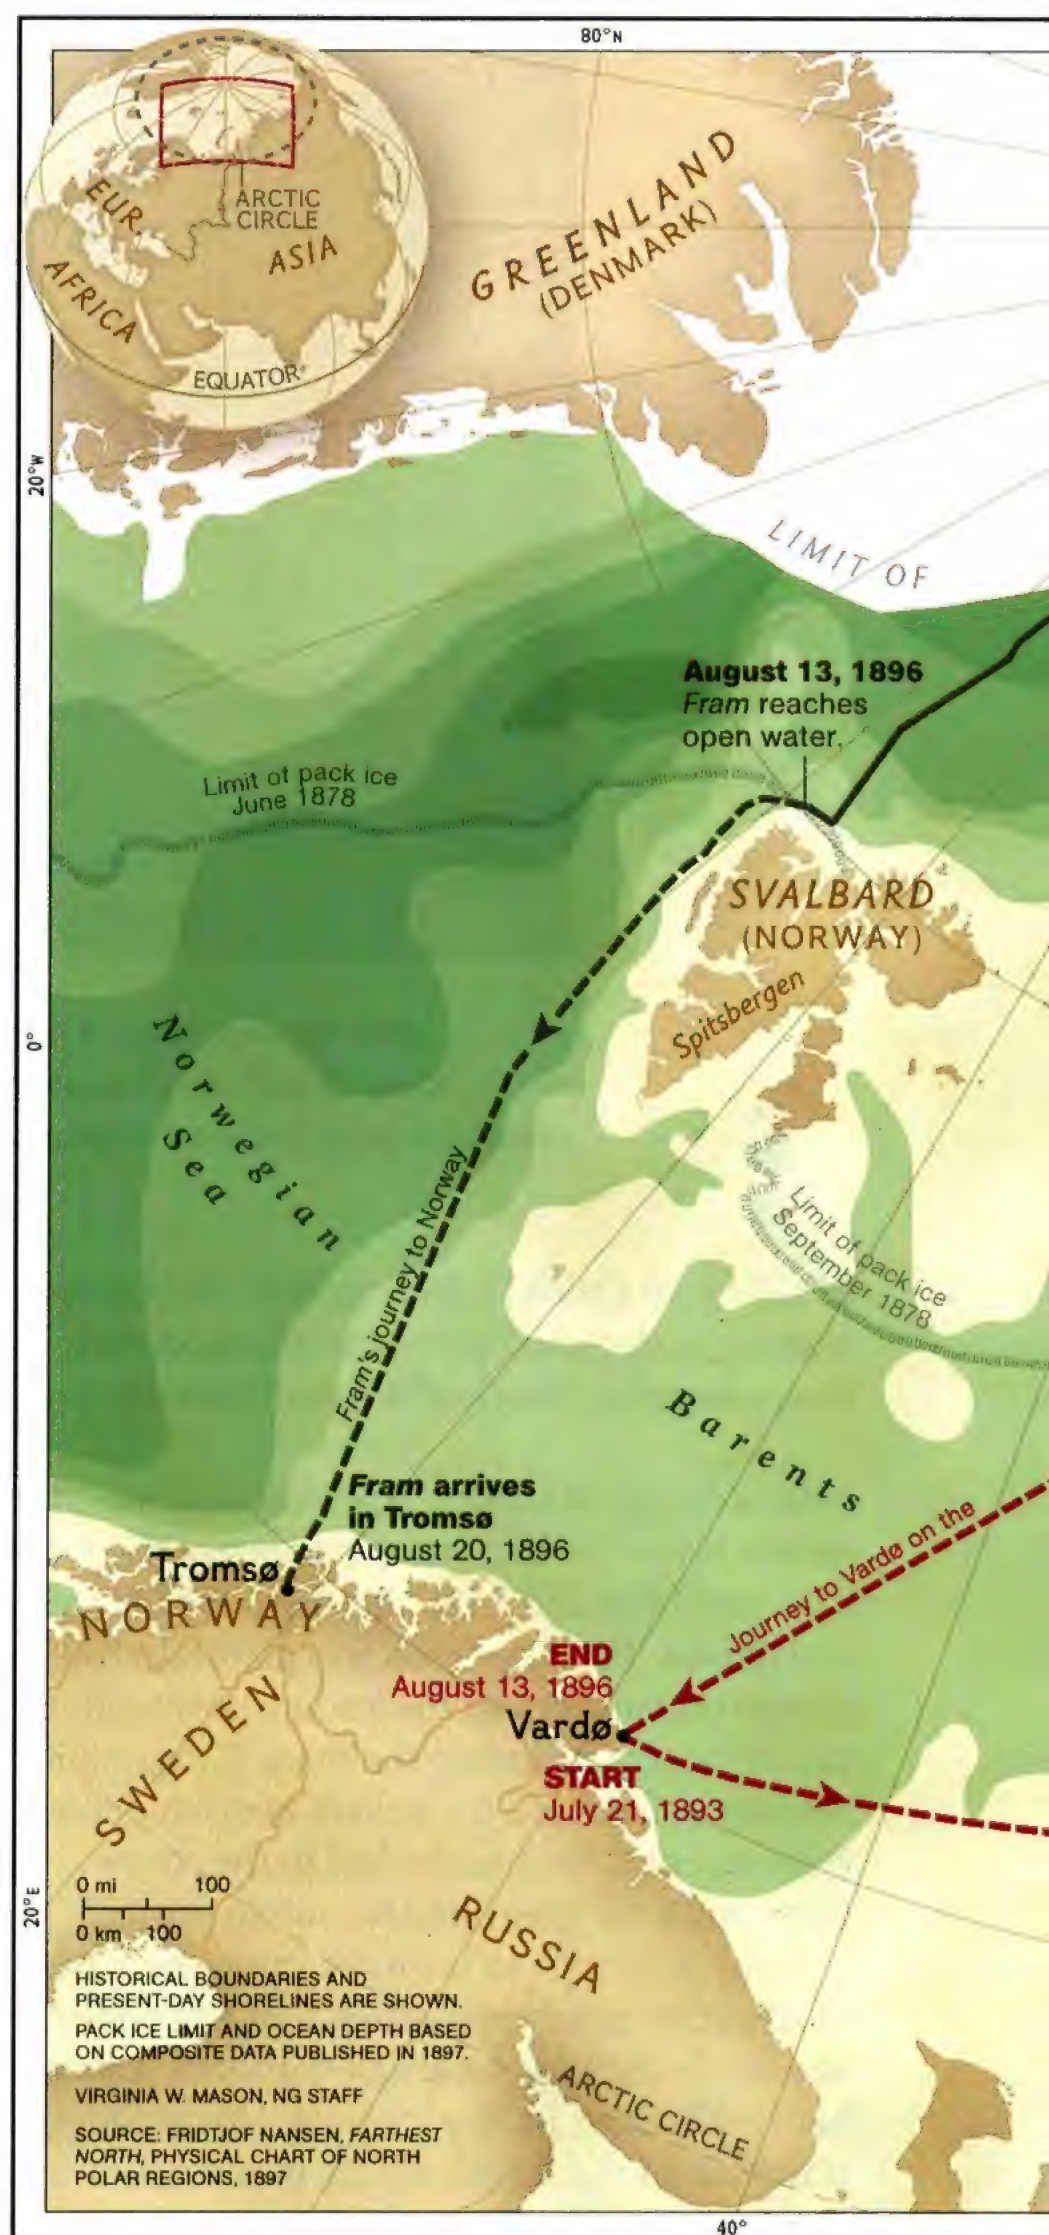 80°N
EUR.
ARCTIC
CIRCLE
ASIA
AFRICA
EQUATOR
GREENLAND
(DENMARK)
20°W
LIMIT OF
August 13, 1896
Fram reaches
open water.
Limit of pack ice
June 1878
SVALBARD
(NORWAY)
Spitsbergen
0°
Norwegian
Sea
Limit of pack ice
September 1878
Fram's journey to Norway
Barents
Fram arrives
in Tromsø
August 20, 1896
Journey to Vardø on the
Tromsø
NORWAY
END
August 13, 1896
Vardø
START
July 21, 1893
SWEDEN
0 mi 100
0 km 100
20°E
RUSSIA
HISTORICAL BOUNDARIES AND
PRESENT-DAY SHORELINES ARE SHOWN.
PACK ICE LIMIT AND OCEAN DEPTH BASED
ON COMPOSITE DATA PUBLISHED IN 1897.
VIRGINIA W. MASON, NG STAFF
SOURCE: FRIDTJOF NANSEN, FARTHEST
NORTH, PHYSICAL CHART OF NORTH
POLAR REGIONS, 1897
ARCTIC CIRCLE
40°